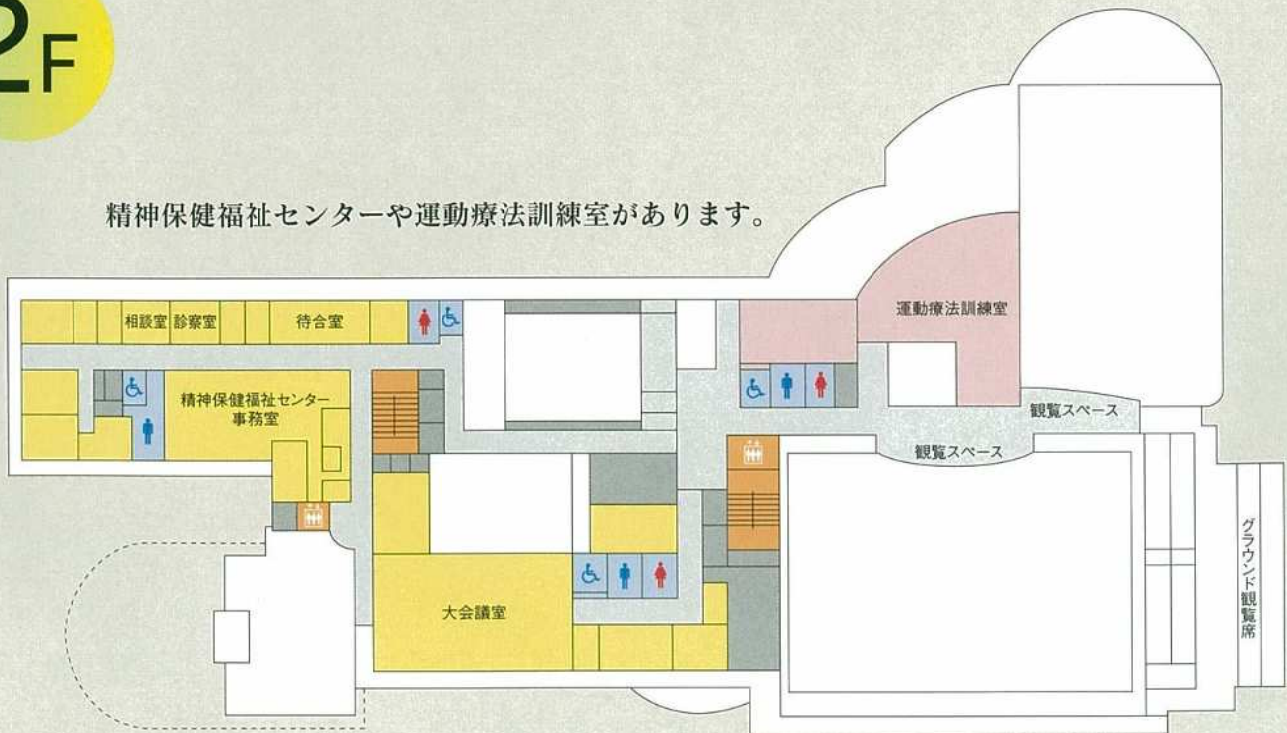 2F
精神保健福祉センターや運動療法訓練室があります。
相談室
診察室
待合室
運動療法訓練室
精神保健福祉センター
事務室
観覧スペース
観覧スペース
グラウンド観覧席
大会議室